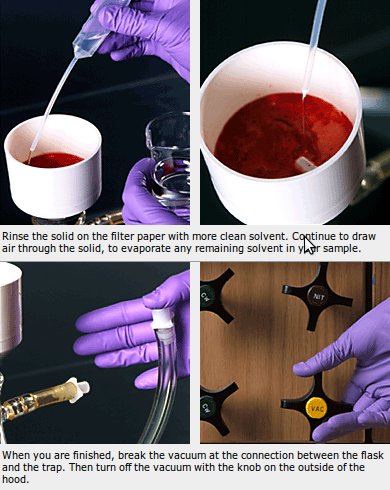 Rinse the solid on the filter paper with more clean solvent. Continue to draw
air through the solid, to evaporate any remaining solvent in your sample.
NIT
VAC
When you are finished, break the vacuum at the connection between the flask
and the trap. Then turn off the vacuum with the knob on the outside of the
hood.